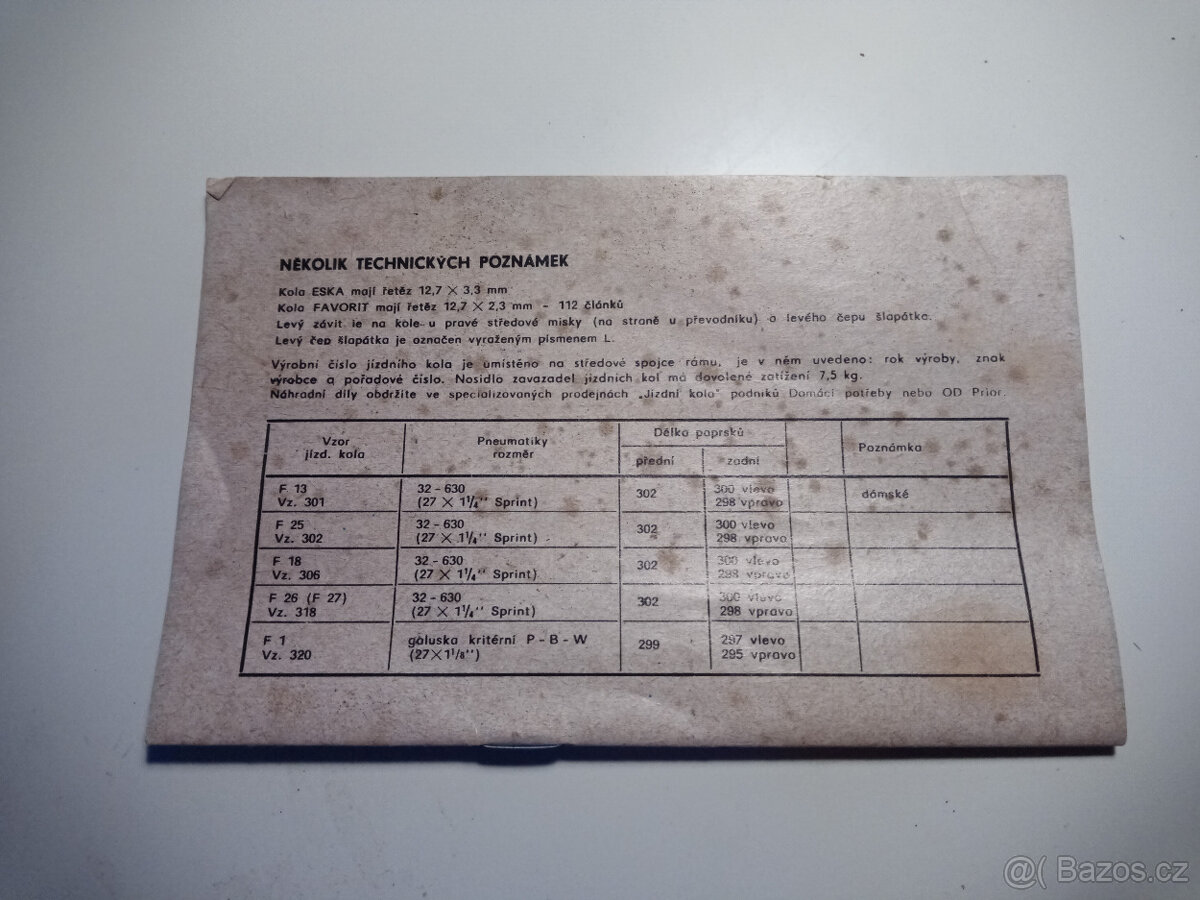 NĚKOLIK TECHNICKÝCH POZNÁMEK
Kola ESKA mají řetěz 12,7 × 3,3 mm
Kola FAVORIT mají řetěz 12,7 × 2,3 mm – 112 článků
Levý závit je na kole u pravé středové misky (na straně u převodníku) a levého čepu šlapátka.
Levý čep šlapátka je označen vyraženým písmenem L.
Výrobní číslo jízdního kola je umístěno na středové spojce rámu, je v něm uvedeno: rok výroby, znak
výrobce a pořadové číslo. Nosidlo zavazadel jízdních kol má dovolené zatížení 7,5 kg.
Náhradní díly obdržíte ve specializovaných prodejnách „Jízdní kola" podniků Domácí potřeby nebo OD Prior.
Vzor jízd. kola Pneumatiky rozměr Délka paprsků přední zadní Poznámka
F 13 32 - 630 302 300 vlevo dámské
Vz. 301 (27 × 1¼'' Sprint) 298 vpravo
F 25 32 - 630 302 300 vlevo
Vz. 302 (27 × 1¼'' Sprint) 298 vpravo
F 18 32 - 630 302 300 vlevo
Vz. 306 (27 × 1¼'' Sprint) 298 vpravo
F 26 (F 27) 32 - 630 302 300 vlevo
Vz. 318 (27 × 1¼'' Sprint) 298 vpravo
F 1 galuska kritérní P - B - W 299 297 vlevo
Vz. 320 (27×1⅛'') 295 vpravo
@( Bazos.cz